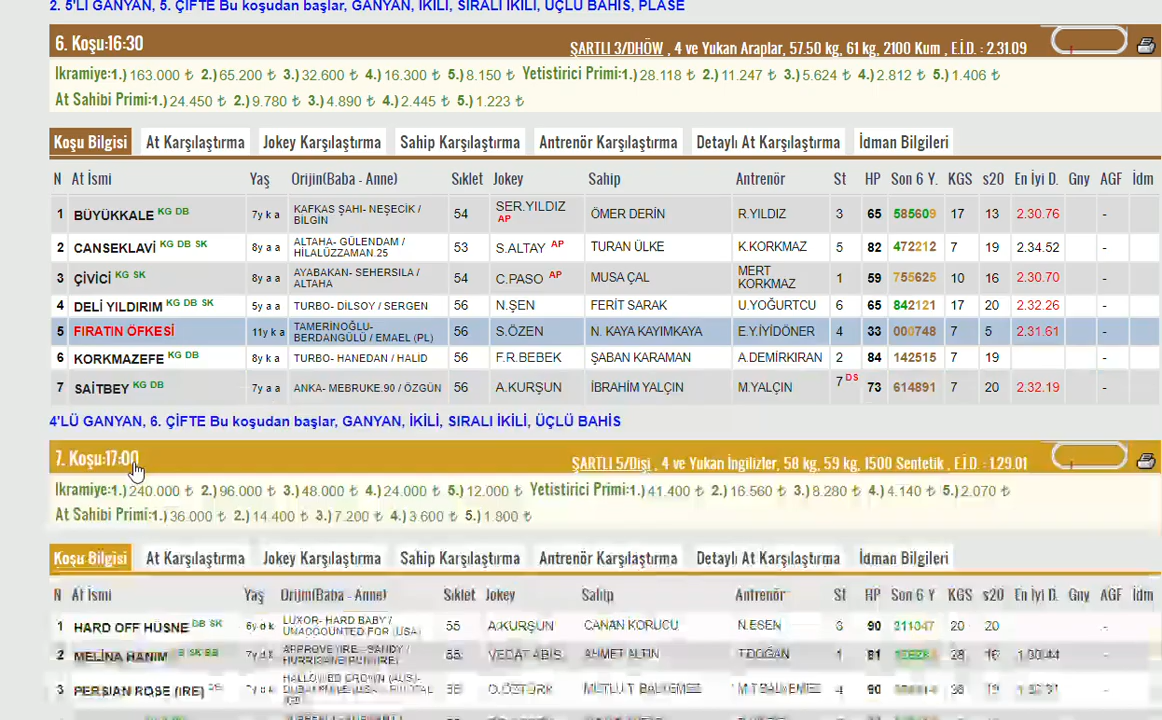 2. 5'Lİ GANYAN, 5. ÇİFTE Bu koşudan başlar, GANYAN, İKİLİ, SIRALI İKİLİ, ÜÇLÜ BAHİS, PLASE
6. Koşu:16:30 ŞARTLI 3/DHÖW , 4 ve Yukarı Araplar, 57.50 kg, 61 kg, 2100 Kum , E.İ.D. : 2.31.09
Ikramiye:1.) 163.000 ₺ 2.) 65.200 ₺ 3.) 32.600 ₺ 4.) 16.300 ₺ 5.) 8.150 ₺ Yetistirici Primi:1.) 28.118 ₺ 2.) 11.247 ₺ 3.) 5.624 ₺ 4.) 2.812 ₺ 5.) 1.406 ₺
At Sahibi Primi:1.) 24.450 ₺ 2.) 9.780 ₺ 3.) 4.890 ₺ 4.) 2.445 ₺ 5.) 1.223 ₺
Koşu Bilgisi At Karşılaştırma Jokey Karşılaştırma Sahip Karşılaştırma Antrenör Karşılaştırma Detaylı At Karşılaştırma İdman Bilgileri
N At İsmi Yaş Orijin(Baba - Anne) Sıklet Jokey Sahip Antrenör St HP Son 6 Y. KGS s20 En İyi D. Gny AGF İdm
1 BÜYÜKKALE KG DB 7y k a KAFKAS ŞAHI- NEŞECİK / BİLGİN 54 SER.YILDIZ AP ÖMER DERİN R.YILDIZ 3 65 585609 17 13 2.30.76 -
2 CANSEKLAVİ KG DB SK 8y a a ALTAHA- GÜLENDAM / HİLALÜZZAMAN.25 53 S.ALTAY AP TURAN ÜLKE K.KORKMAZ 5 82 472212 7 19 2.34.52 -
3 ÇİVİCİ KG SK 8y a a AYABAKAN- SEHERSILA / ALTAHA 54 C.PASO AP MUSA ÇAL MERT KORKMAZ 1 59 755625 10 16 2.30.70 -
4 DELİ YILDIRIM KG DB SK 5y a a TURBO- DİLSOY / SERGEN 56 N.ŞEN FERİT SARAK U.YOĞURTCU 6 65 842121 17 20 2.32.26 -
5 FIRATIN ÖFKESİ 11y k a TAMERİNOĞLU- BERDANGÜLÜ / EMAEL (PL) 56 S.ÖZEN N. KAYA KAYIMKAYA E.Y.İYİDÖNER 4 33 000748 7 5 2.31.61 -
6 KORKMAZEFE KG DB 8y k a TURBO- HANEDAN / HALID 56 F.R.BEBEK ŞABAN KARAMAN A.DEMİRKIRAN 2 84 142515 7 19 -
7 SAİTBEY KG DB 7y a a ANKA- MEBRUKE.90 / ÖZGÜN 56 A.KURŞUN İBRAHİM YALÇIN M.YALÇIN 7 DS 73 614891 7 20 2.32.19 -
4'LÜ GANYAN, 6. ÇİFTE Bu koşudan başlar, GANYAN, İKİLİ, SIRALI İKİLİ, ÜÇLÜ BAHİS
7. Koşu:17:00 ŞARTLI 5/Dişi , 4 ve Yukarı İngilizler, 58 kg, 59 kg, 1500 Sentetik , E.İ.D. : 1.29.01
Ikramiye:1.) 240.000 ₺ 2.) 96.000 ₺ 3.) 48.000 ₺ 4.) 24.000 ₺ 5.) 12.000 ₺ Yetistirici Primi:1.) 41.400 ₺ 2.) 16.560 ₺ 3.) 8.280 ₺ 4.) 4.140 ₺ 5.) 2.070 ₺
At Sahibi Primi:1.) 36.000 ₺ 2.) 14.400 ₺ 3.) 7.200 ₺ 4.) 3.600 ₺ 5.) 1.800 ₺
Koşu Bilgisi At Karşılaştırma Jokey Karşılaştırma Sahip Karşılaştırma Antrenör Karşılaştırma Detaylı At Karşılaştırma İdman Bilgileri
N At İsmi Yaş Orijin(Baba - Anne) Sıklet Jokey Sahip Antrenör St HP Son 6 Y KGS s20 En İyi D. Gny AGF İdm
1 HARD OFF HUSNE DB SK 6y d k LUXOR- HARD BABY / UNACCOUNTED FOR (USA) A.KURŞUN CANAN KORUCU N.ESEN 90 20 20 -
2 MELİNA HANIM VEDAT ABİŞ AHMET ALTIN T.DOĞAN 1 81 28 16
3 PERSIAN ROSE (IRE) O.ÖZTÜRK 4 90 19